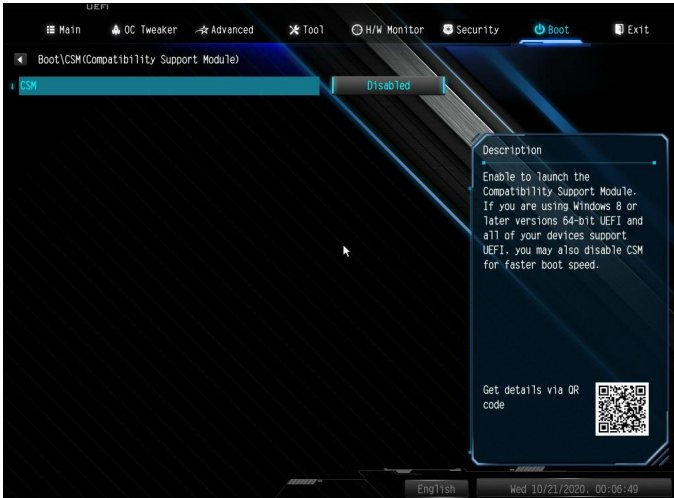 UEFI
Main
OC Tweaker
Advanced
Tool
H/W Monitor
Security
Boot
Exit
Boot\CSM(Compatibility Support Module)
CSM
Disabled
Description
Enable to launch the
Compatibility Support Module.
If you are using Windows 8 or
later versions 64-bit UEFI and
all of your devices support
UEFI, you may also disable CSM
for faster boot speed.
Get details via QR
code
English
Wed 10/21/2020, 00:06:49